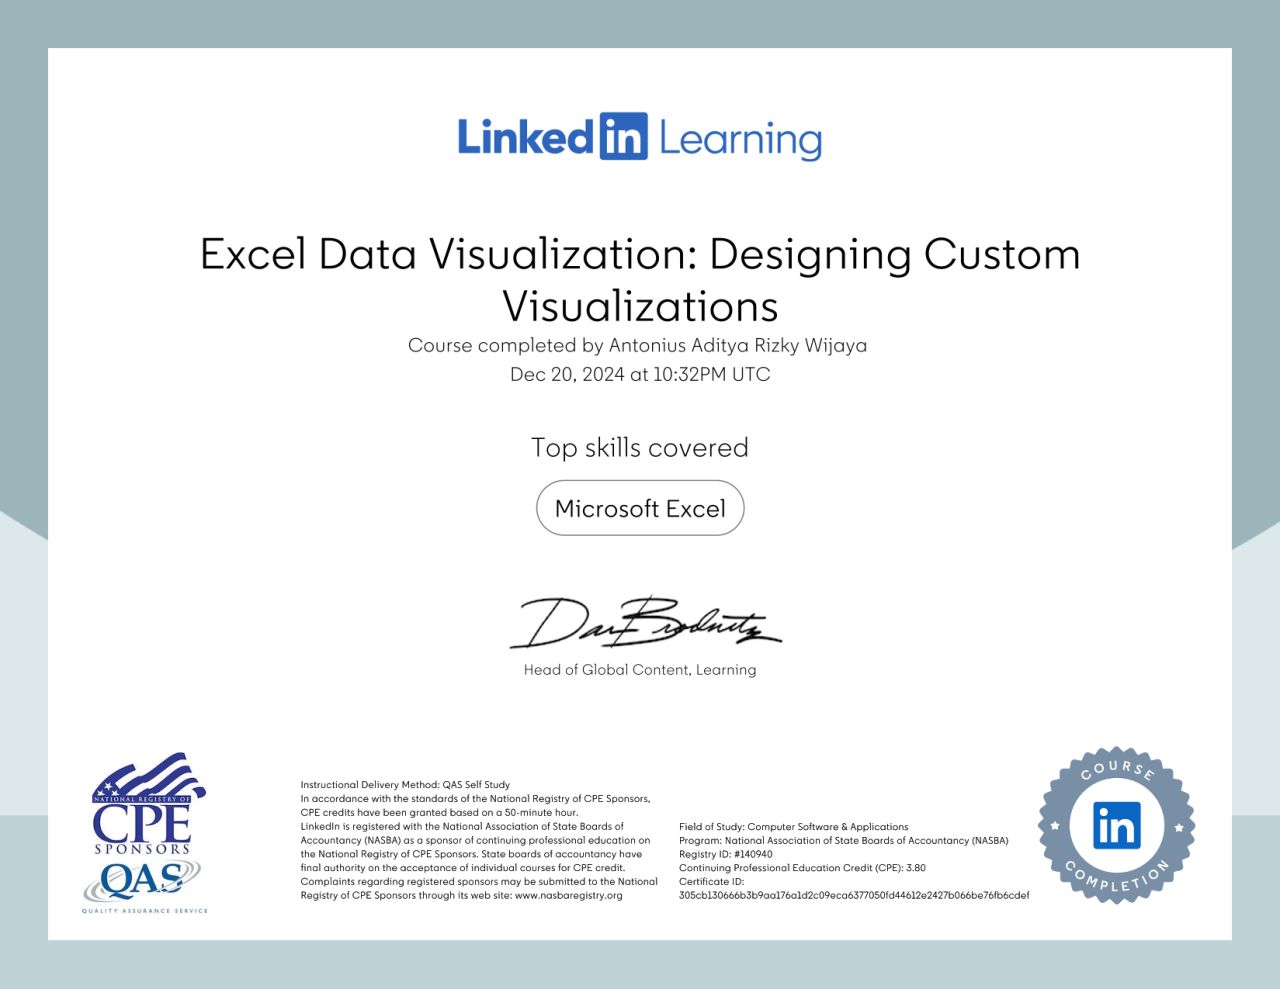 LinkedIn Learning
Excel Data Visualization: Designing Custom
Visualizations
Course completed by Antonius Aditya Rizky Wijaya
Dec 20, 2024 at 10:32PM UTC
Top skills covered
Microsoft Excel
Dan Brodnitz
Head of Global Content, Learning
NATIONAL REGISTRY OF
CPE
SPONSORS
QAS
QUALITY ASSURANCE SERVICE
Instructional Delivery Method: QAS Self Study
In accordance with the standards of the National Registry of CPE Sponsors,
CPE credits have been granted based on a 50-minute hour.
LinkedIn is registered with the National Association of State Boards of
Accountancy (NASBA) as a sponsor of continuing professional education on
the National Registry of CPE Sponsors. State boards of accountancy have
final authority on the acceptance of individual courses for CPE credit.
Complaints regarding registered sponsors may be submitted to the National
Registry of CPE Sponsors through its web site: www.nasbaregistry.org
Field of Study: Computer Software & Applications
Program: National Association of State Boards of Accountancy (NASBA)
Registry ID: #140940
Continuing Professional Education Credit (CPE): 3.80
Certificate ID:
305cb130666b3b9aa176a1d2c09eca6377050fd44612e2427b066be76fb6cdef
COURSE
in
COMPLETION